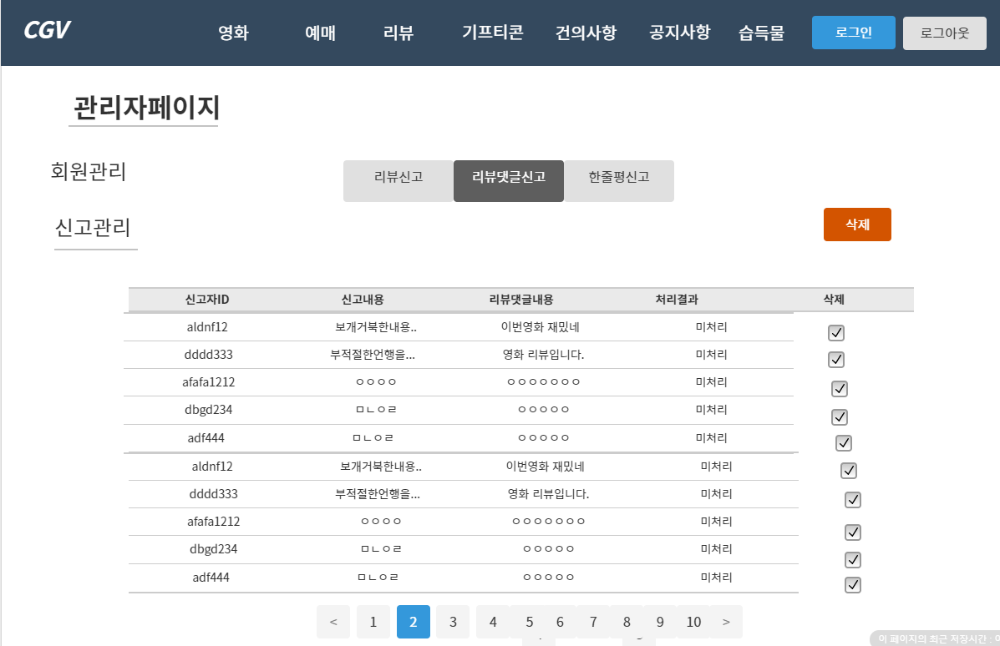 CGV 영화 예매 리뷰 기프티콘 건의사항 공지사항 습득물 로그인 로그아웃
관리자페이지
회원관리
리뷰신고 리뷰댓글신고 한줄평신고
신고관리
삭제
신고자ID 신고내용 리뷰댓글내용 처리결과 삭제
aldnf12 보개거북한내용.. 이번영화 재밌네 미처리
dddd333 부적절한언행을... 영화 리뷰입니다. 미처리
afafa1212 ㅇㅇㅇㅇ ㅇㅇㅇㅇㅇㅇㅇ 미처리
dbgd234 ㅁㄴㅇㄹ ㅇㅇㅇㅇㅇ 미처리
adf444 ㅁㄴㅇㄹ ㅇㅇㅇㅇㅇ 미처리
aldnf12 보개거북한내용.. 이번영화 재밌네 미처리
dddd333 부적절한언행을... 영화 리뷰입니다. 미처리
afafa1212 ㅇㅇㅇㅇ ㅇㅇㅇㅇㅇㅇㅇ 미처리
dbgd234 ㅁㄴㅇㄹ ㅇㅇㅇㅇㅇ 미처리
adf444 ㅁㄴㅇㄹ ㅇㅇㅇㅇㅇ 미처리
< 1 2 3 4 5 6 7 8 9 10 >
이 페이지의 최근 저장시간 :